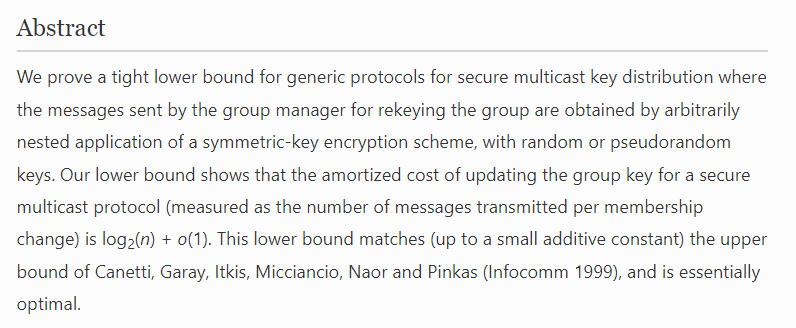 Abstract
We prove a tight lower bound for generic protocols for secure multicast key distribution where
the messages sent by the group manager for rekeying the group are obtained by arbitrarily
nested application of a symmetric-key encryption scheme, with random or pseudorandom
keys. Our lower bound shows that the amortized cost of updating the group key for a secure
multicast protocol (measured as the number of messages transmitted per membership
change) is log₂(n) + o(1). This lower bound matches (up to a small additive constant) the upper
bound of Canetti, Garay, Itkis, Micciancio, Naor and Pinkas (Infocomm 1999), and is essentially
optimal.